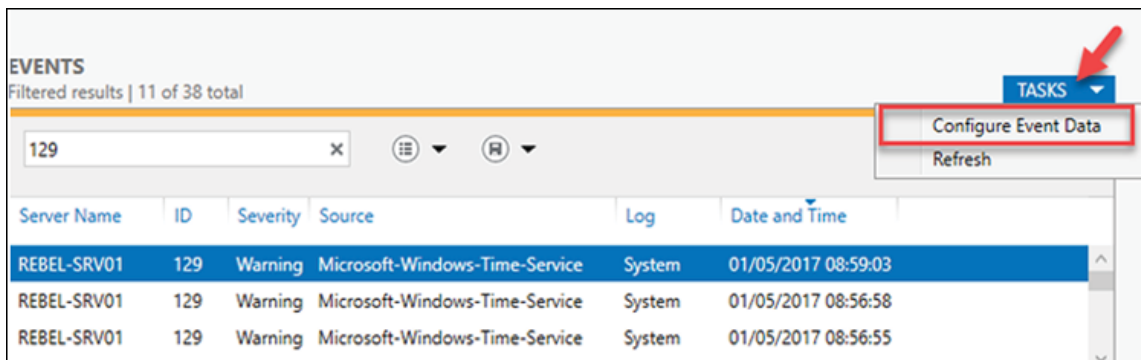 EVENTS
Filtered results | 11 of 38 total
TASKS
Configure Event Data
Refresh
129
Server Name ID Severity Source Log Date and Time
REBEL-SRV01 129 Warning Microsoft-Windows-Time-Service System 01/05/2017 08:59:03
REBEL-SRV01 129 Warning Microsoft-Windows-Time-Service System 01/05/2017 08:56:58
REBEL-SRV01 129 Warning Microsoft-Windows-Time-Service System 01/05/2017 08:56:55